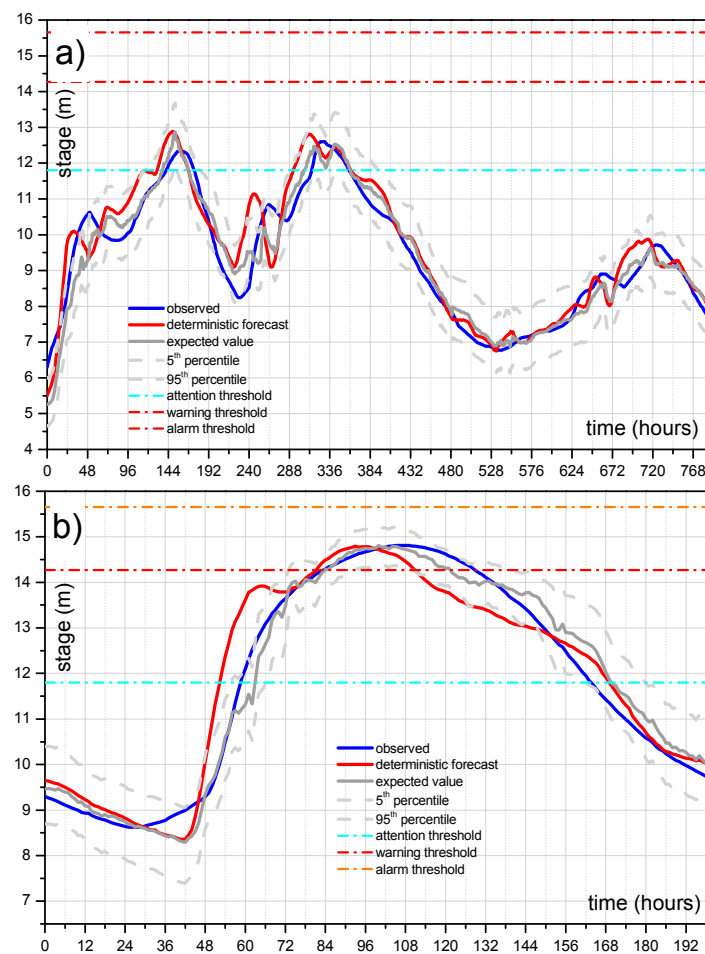 16
15
14
13
12
11
10
9
8
7
6
5
4
a)
stage (m)
observed
deterministic forecast
expected value
5th percentile
95th percentile
attention threshold
warning threshold
alarm threshold
time (hours)
0 48 96 144 192 240 288 336 384 432 480 528 576 624 672 720 768
16
15
14
13
12
11
10
9
8
7
b)
stage (m)
observed
deterministic forecast
expected value
5th percentile
95th percentile
attention threshold
warning threshold
alarm threshold
time (hours)
0 12 24 36 48 60 72 84 96 108 120 132 144 156 168 180 192